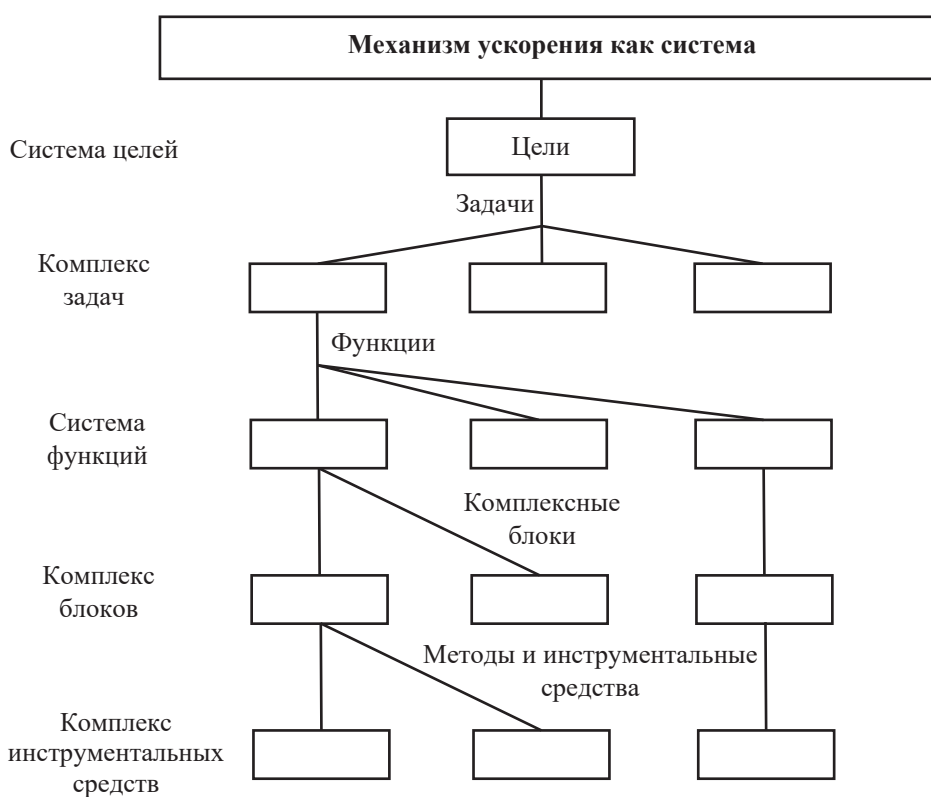 Механизм ускорения как система
Система целей
Цели
Задачи
Комплекс
задач
Функции
Система
функций
Комплексные
блоки
Комплекс
блоков
Методы и инструментальные
средства
Комплекс
инструментальных
средств